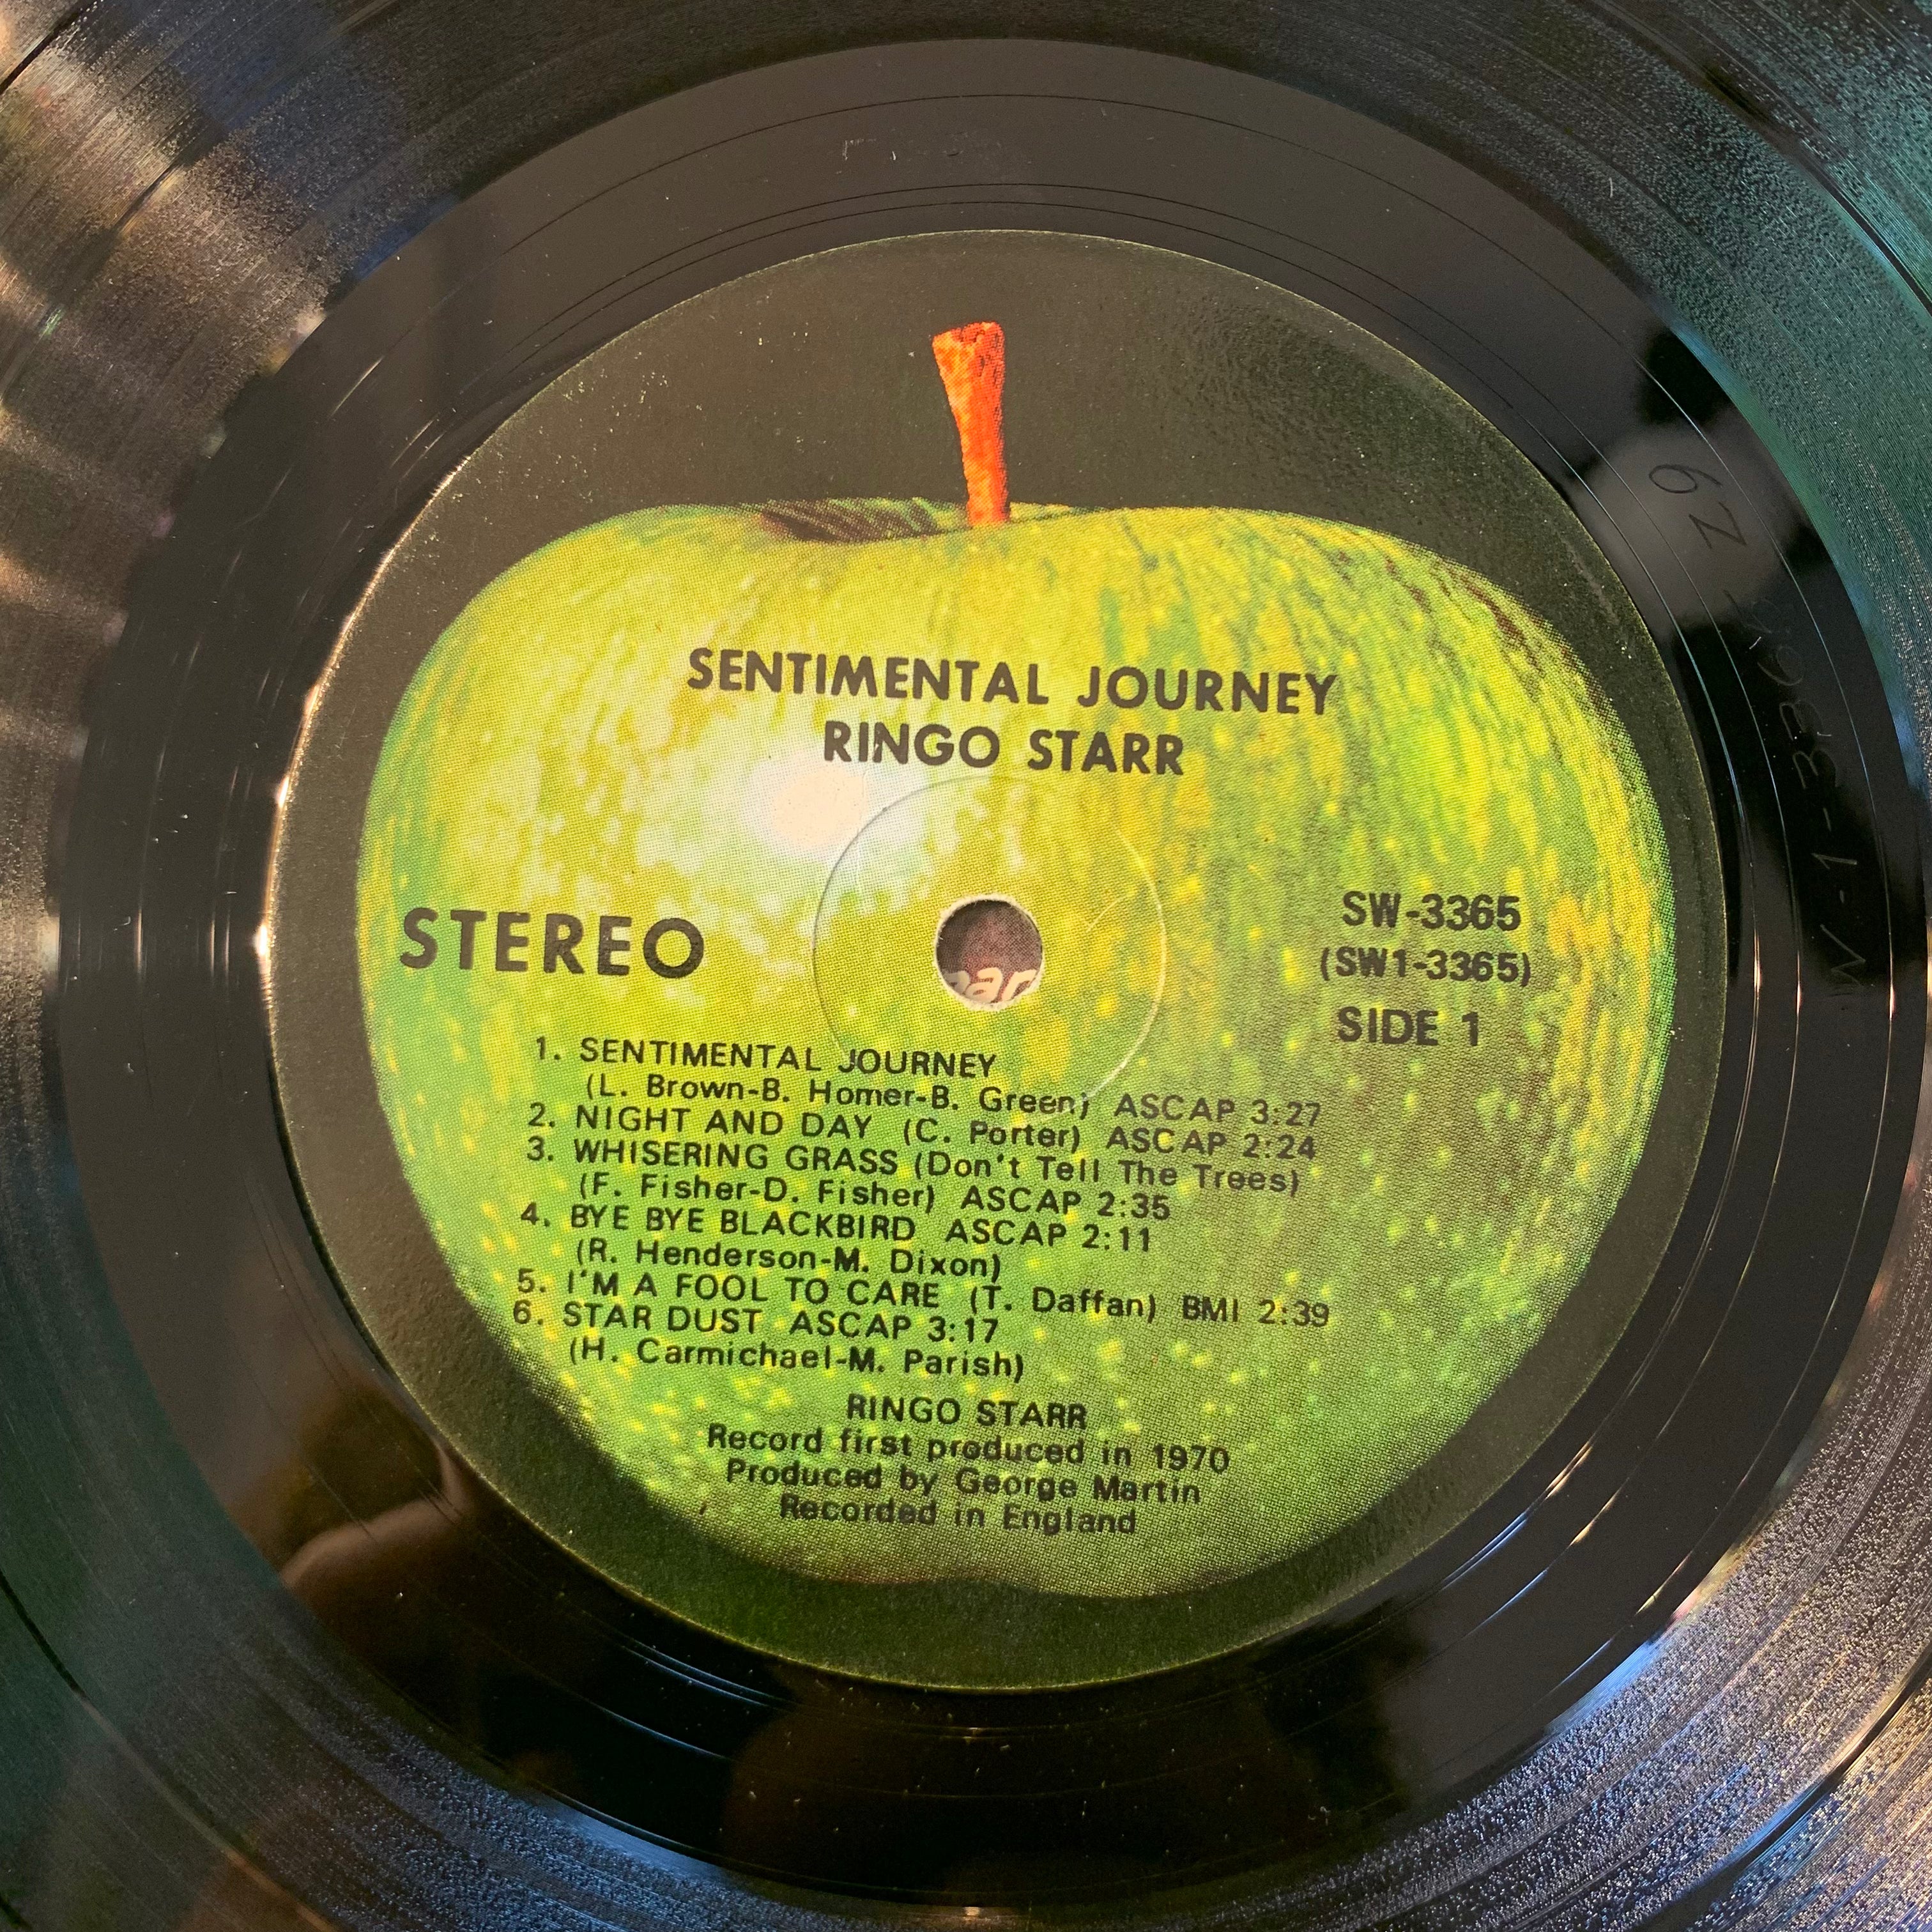 SENTIMENTAL JOURNEY
RINGO STARR
STEREO
SW-3365
(SW1-3365)
SIDE 1
1. SENTIMENTAL JOURNEY
(L. Brown-B. Homer-B. Green) ASCAP 3:27
2. NIGHT AND DAY (C. Porter) ASCAP 2:24
3. WHISERING GRASS (Don't Tell The Trees)
(F. Fisher-D. Fisher) ASCAP 2:35
4. BYE BYE BLACKBIRD ASCAP 2:11
(R. Henderson-M. Dixon)
5. I'M A FOOL TO CARE (T. Daffan) BMI 2:39
6. STAR DUST ASCAP 3:17
(H. Carmichael-M. Parish)
RINGO STARR
Record first produced in 1970
Produced by George Martin
Recorded in England